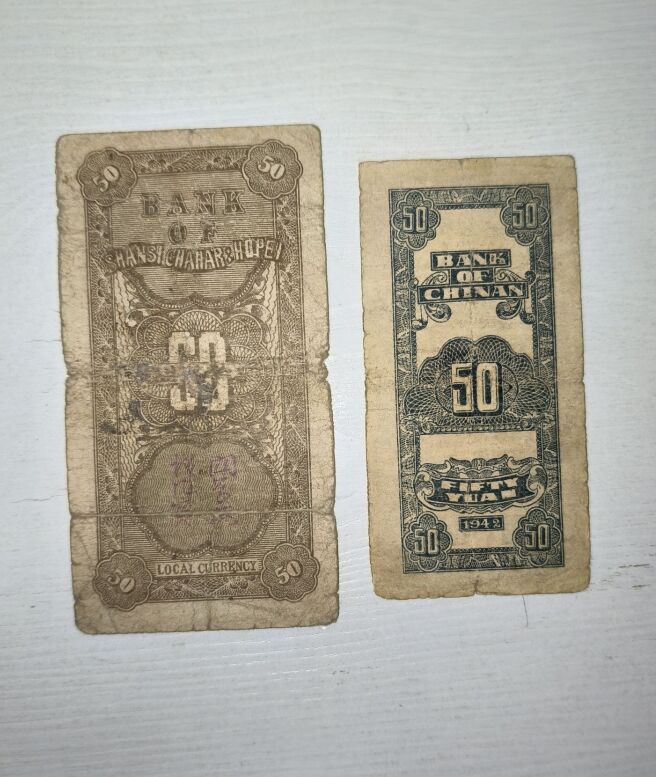 50 50
BANK
OF
SHANSI CHAHAR & HOPEI
50
LOCAL CURRENCY
50 50
50 50
BANK
OF
CHINAN
50
FIFTY
YUAN
1942
50 50